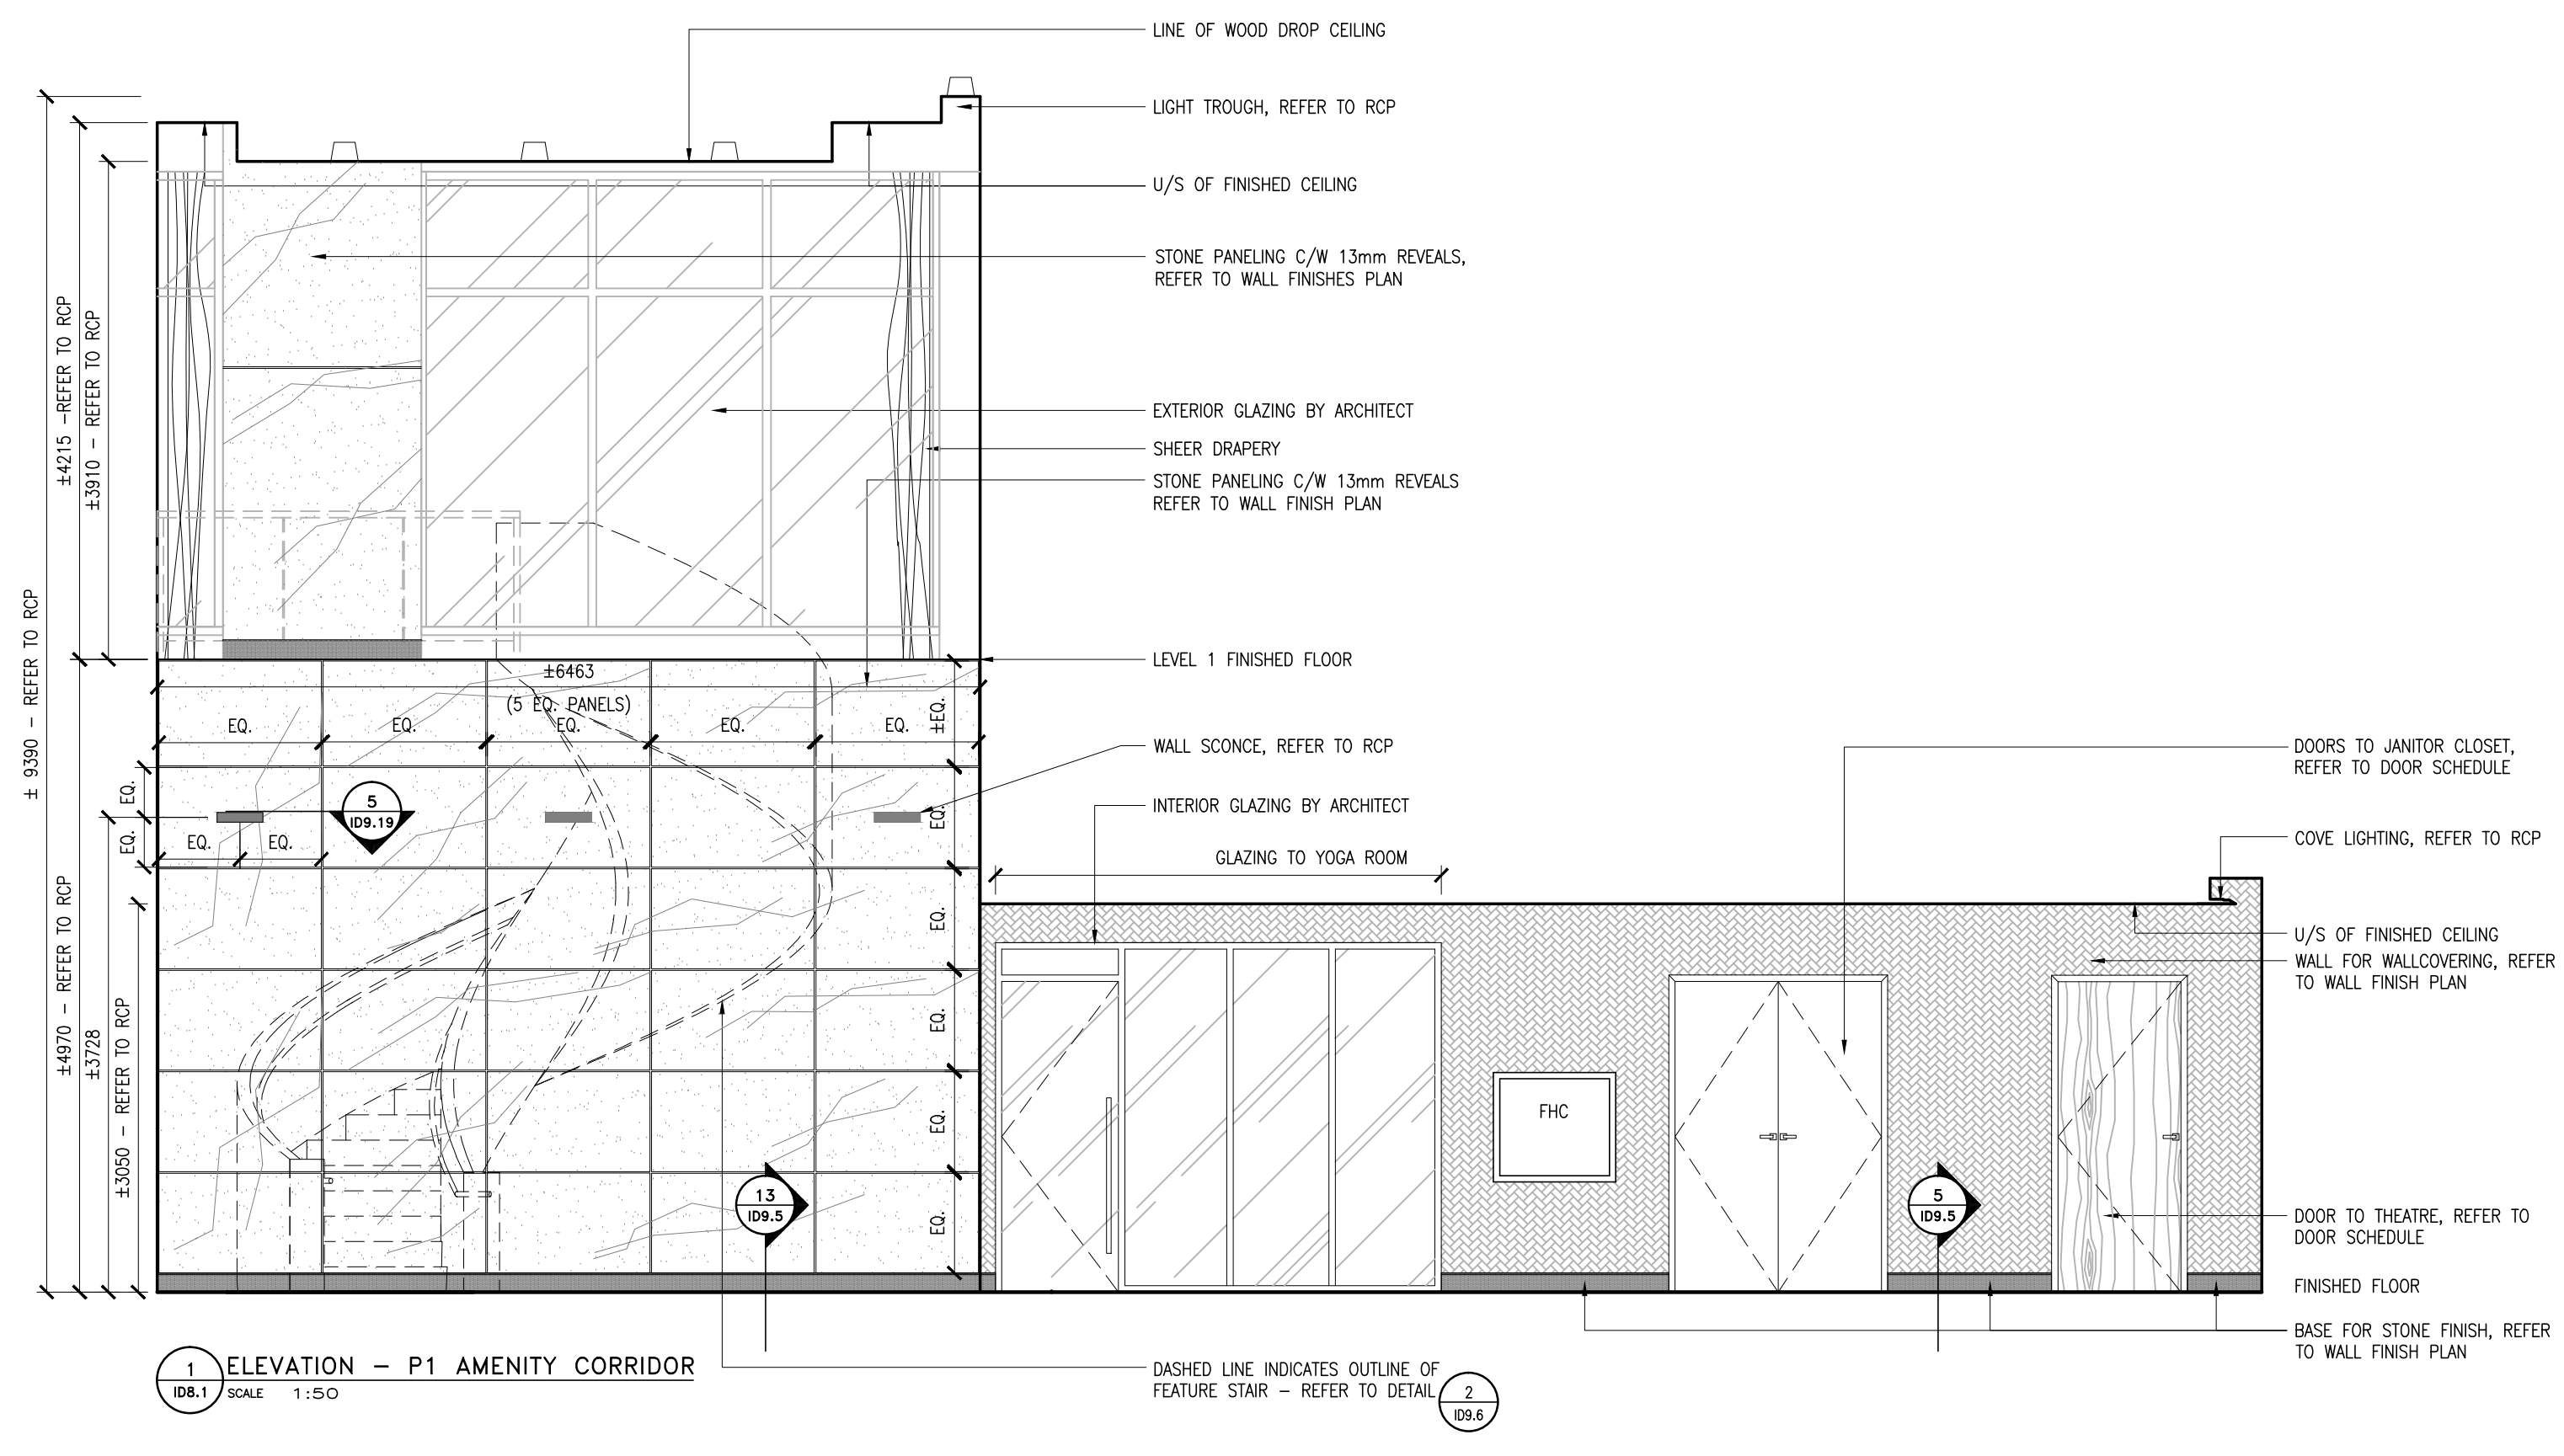 LINE OF WOOD DROP CEILING
LIGHT TROUGH, REFER TO RCP
U/S OF FINISHED CEILING
STONE PANELING C/W 13mm REVEALS,
REFER TO WALL FINISHES PLAN
EXTERIOR GLAZING BY ARCHITECT
SHEER DRAPERY
STONE PANELING C/W 13mm REVEALS
REFER TO WALL FINISH PLAN
LEVEL 1 FINISHED FLOOR
WALL SCONCE, REFER TO RCP
INTERIOR GLAZING BY ARCHITECT
GLAZING TO YOGA ROOM
± 9390 - REFER TO RCP
±4215 -REFER TO RCP
±3910 - REFER TO RCP
±4970 - REFER TO RCP
±3728
±3050 - REFER TO RCP
±6463
(5 EQ. PANELS)
EQ.
EQ.
EQ.
EQ.
EQ.
±EQ.
EQ.
EQ.
EQ.
EQ.
EQ.
EQ.
EQ.
EQ.
EQ.
5
ID9.19
13
ID9.5
FHC
5
ID9.5
DOORS TO JANITOR CLOSET,
REFER TO DOOR SCHEDULE
COVE LIGHTING, REFER TO RCP
U/S OF FINISHED CEILING
WALL FOR WALLCOVERING, REFER
TO WALL FINISH PLAN
DOOR TO THEATRE, REFER TO
DOOR SCHEDULE
FINISHED FLOOR
BASE FOR STONE FINISH, REFER
TO WALL FINISH PLAN
DASHED LINE INDICATES OUTLINE OF
FEATURE STAIR - REFER TO DETAIL
2
ID9.6
1
ID8.1
ELEVATION - P1 AMENITY CORRIDOR
SCALE 1:50